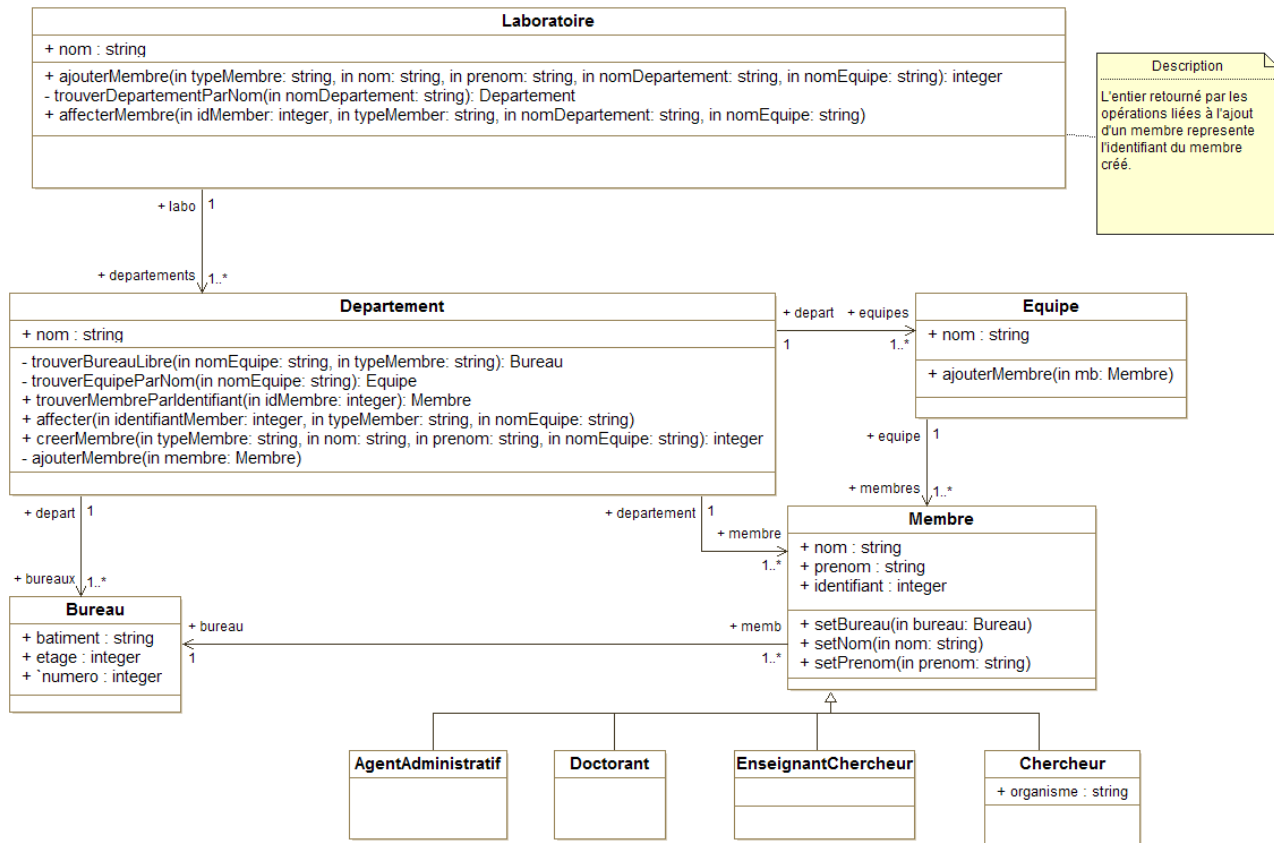 Laboratoire
+ nom : string
+ ajouterMembre(in typeMembre: string, in nom: string, in prenom: string, in nomDepartement: string, in nomEquipe: string): integer
- trouverDepartementParNom(in nomDepartement: string): Departement
+ affecterMembre(in idMember: integer, in typeMember: string, in nomDepartement: string, in nomEquipe: string)
Description
L'entier retourné par les
opérations liées à l'ajout
d'un membre represente
l'identifiant du membre
créé.
+ labo 1
+ departements 1..*
Departement
+ nom : string
- trouverBureauLibre(in nomEquipe: string, in typeMembre: string): Bureau
- trouverEquipeParNom(in nomEquipe: string): Equipe
+ trouverMembreParIdentifiant(in idMembre: integer): Membre
+ affecter(in identifiantMember: integer, in typeMember: string, in nomEquipe: string)
+ creerMembre(in typeMembre: string, in nom: string, in prenom: string, in nomEquipe: string): integer
- ajouterMembre(in membre: Membre)
+ depart + equipes
1 1..*
Equipe
+ nom : string
+ ajouterMembre(in mb: Membre)
+ equipe 1
+ membres 1..*
+ depart 1
+ bureaux 1..*
+ departement 1
+ membre
1..*
Membre
+ nom : string
+ prenom : string
+ identifiant : integer
+ setBureau(in bureau: Bureau)
+ setNom(in nom: string)
+ setPrenom(in prenom: string)
Bureau
+ batiment : string
+ etage : integer
+ `numero : integer
+ bureau + memb
1 1..*
AgentAdministratif
Doctorant
EnseignantChercheur
Chercheur
+ organisme : string